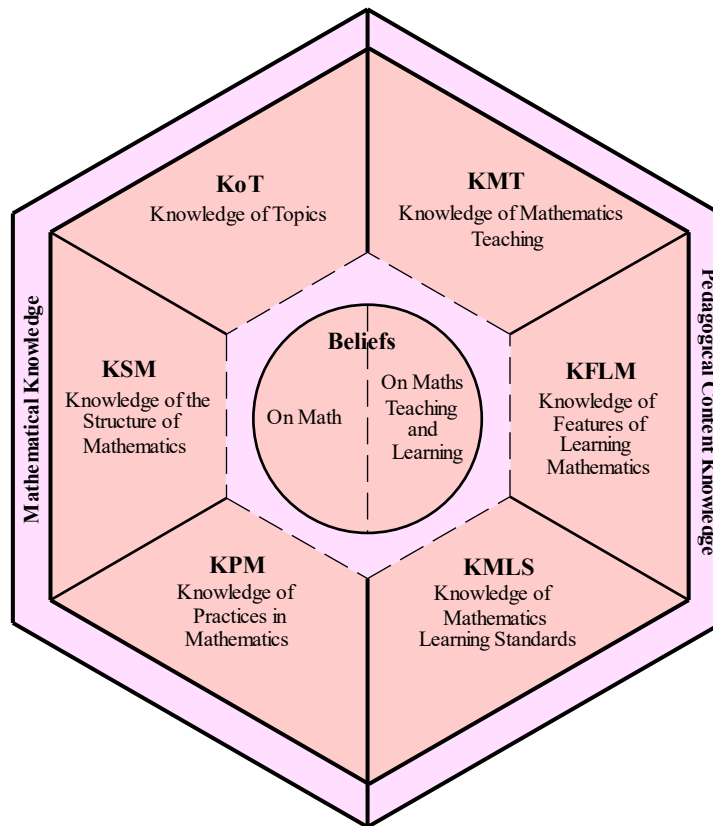 KoT
Knowledge of Topics
KMT
Knowledge of Mathematics
Teaching
Mathematical Knowledge
KSM
Knowledge of the
Structure of
Mathematics
Beliefs
On Math
On Maths
Teaching
and
Learning
KFLM
Knowledge of
Features of
Learning
Mathematics
Pedagogical Content Knowledge
KPM
Knowledge of
Practices in
Mathematics
KMLS
Knowledge of
Mathematics
Learning Standards